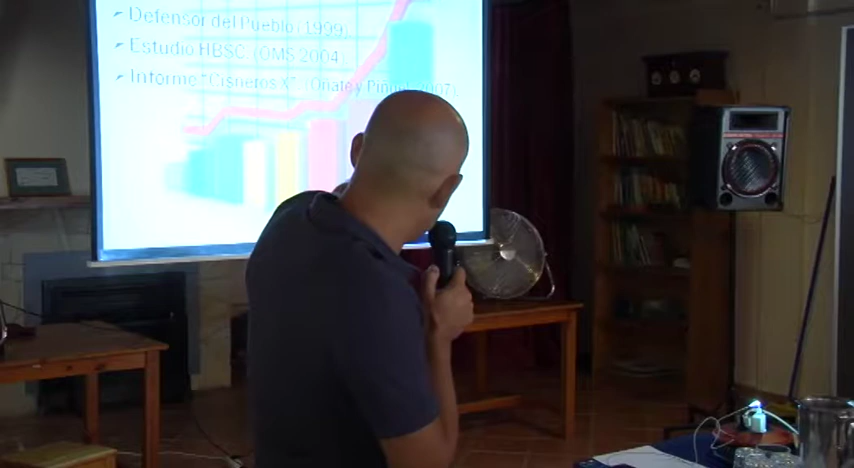 Defensor del Pueblo (1999).
Estudio HBSC. (OMS 2004).
Informe "Cisneros X". (Oñate y Piñuel 2007).